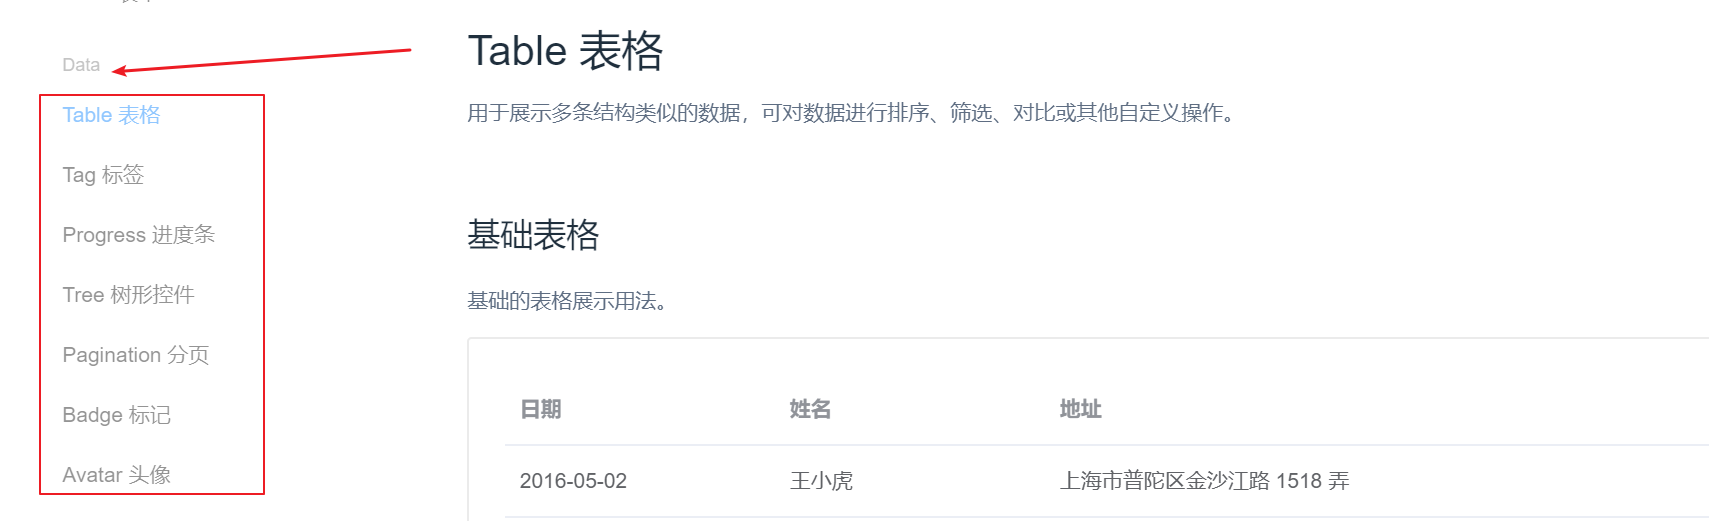 Data
Table 表格
Tag 标签
Progress 进度条
Tree 树形控件
Pagination 分页
Badge 标记
Avatar 头像
Table 表格
用于展示多条结构类似的数据，可对数据进行排序、筛选、对比或其他自定义操作。
基础表格
基础的表格展示用法。
日期 姓名 地址
2016-05-02 王小虎 上海市普陀区金沙江路 1518 弄